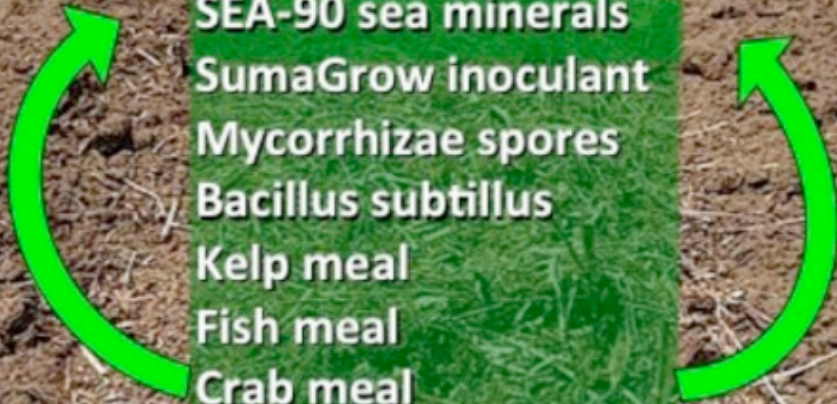 SEA-90 sea minerals
SumaGrow inoculant
Mycorrhizae spores
Bacillus subtillus
Kelp meal
Fish meal
Crab meal